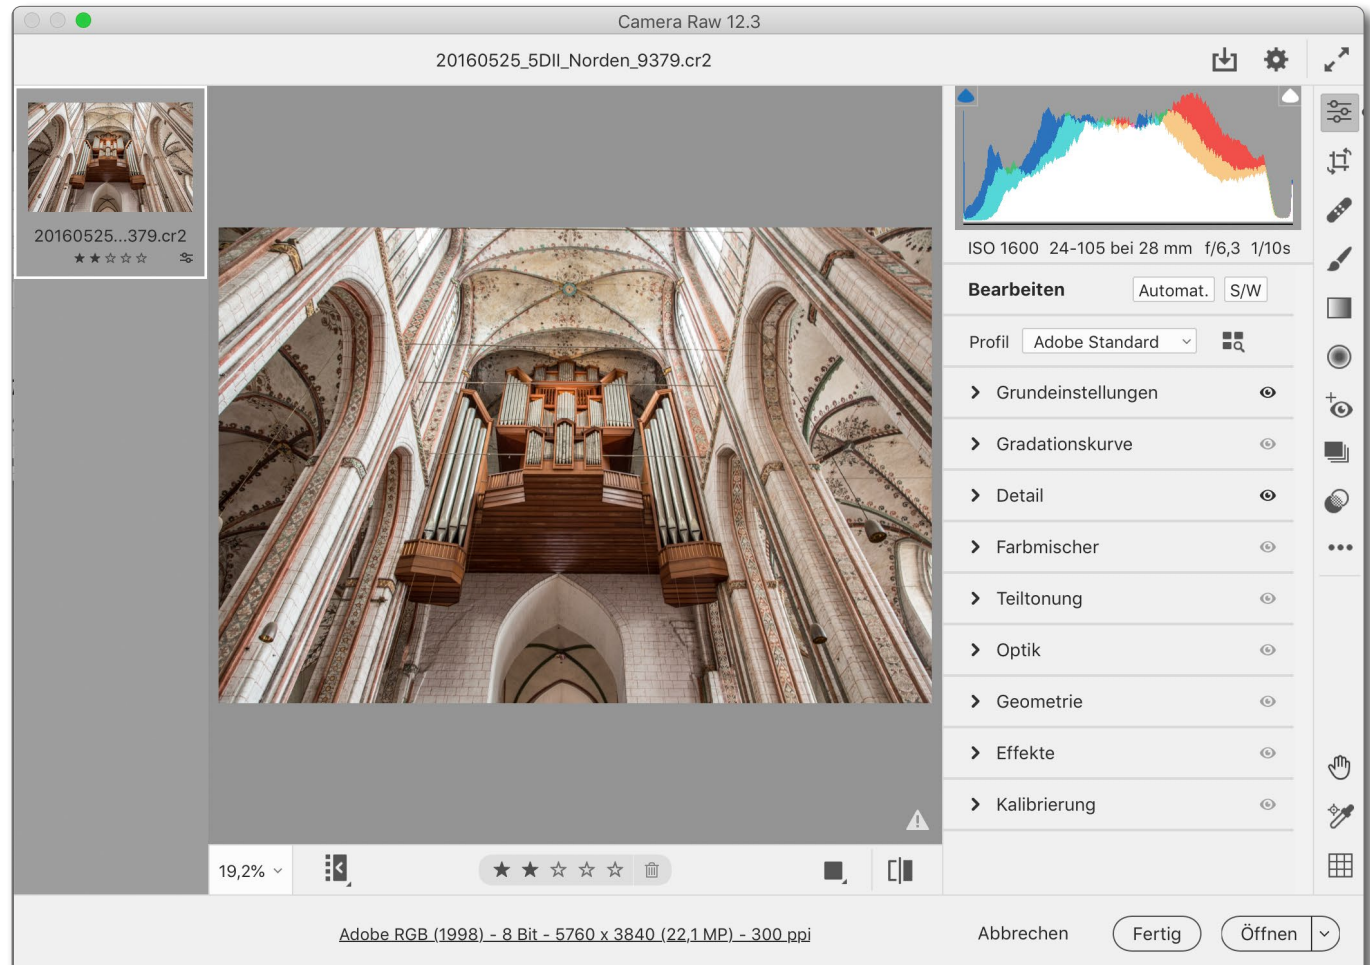 Camera Raw 12.3
20160525_5DII_Norden_9379.cr2
20160525...379.cr2
ISO 1600 24-105 bei 28 mm f/6,3 1/10s
Bearbeiten Automat. S/W
Profil Adobe Standard
Grundeinstellungen
Gradationskurve
Detail
Farbmischer
Teiltonung
Optik
Geometrie
Effekte
Kalibrierung
19,2%
Adobe RGB (1998) - 8 Bit - 5760 x 3840 (22,1 MP) - 300 ppi
Abbrechen Fertig Öffnen